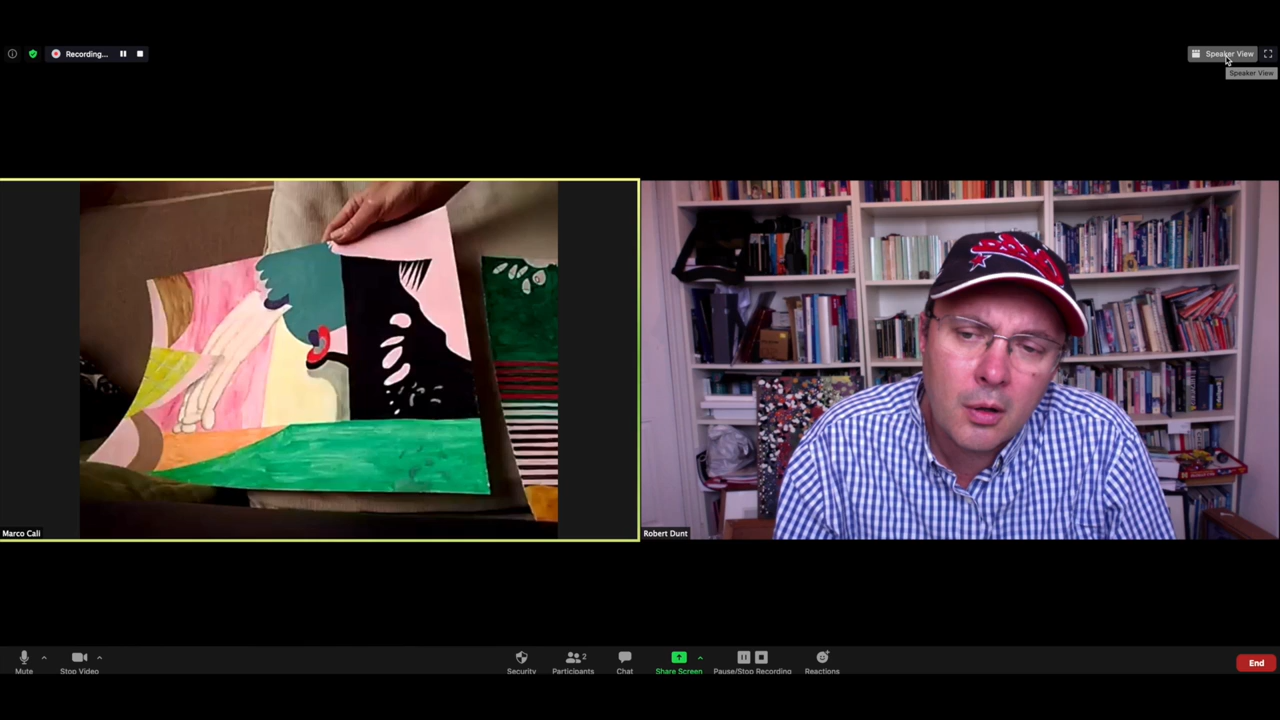 Recording...
Speaker View
Speaker View
Marco Cali
Robert Dunt
Mute
Stop Video
Security
Participants
2
Chat
Share Screen
Pause/Stop Recording
Reactions
End